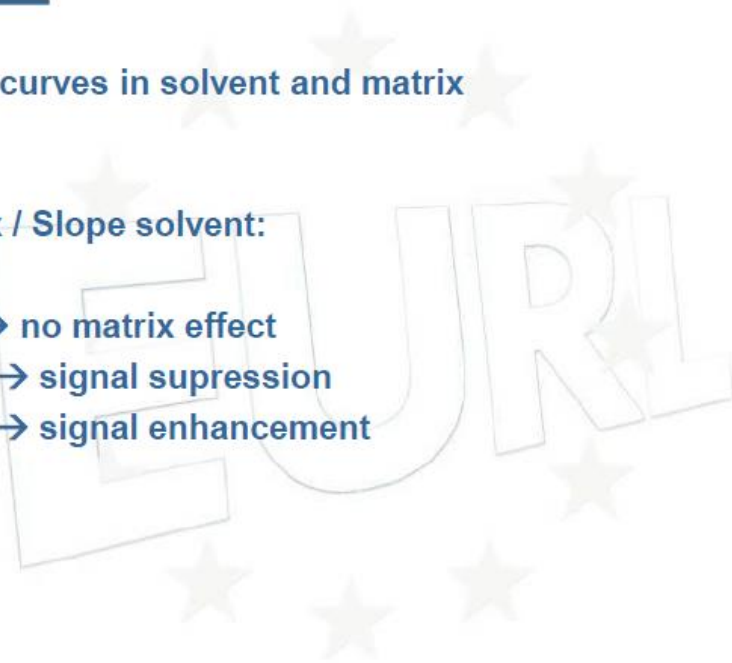 curves in solvent and matrix
/ Slope solvent:
→ no matrix effect
→ signal supression
→ signal enhancement
EURL